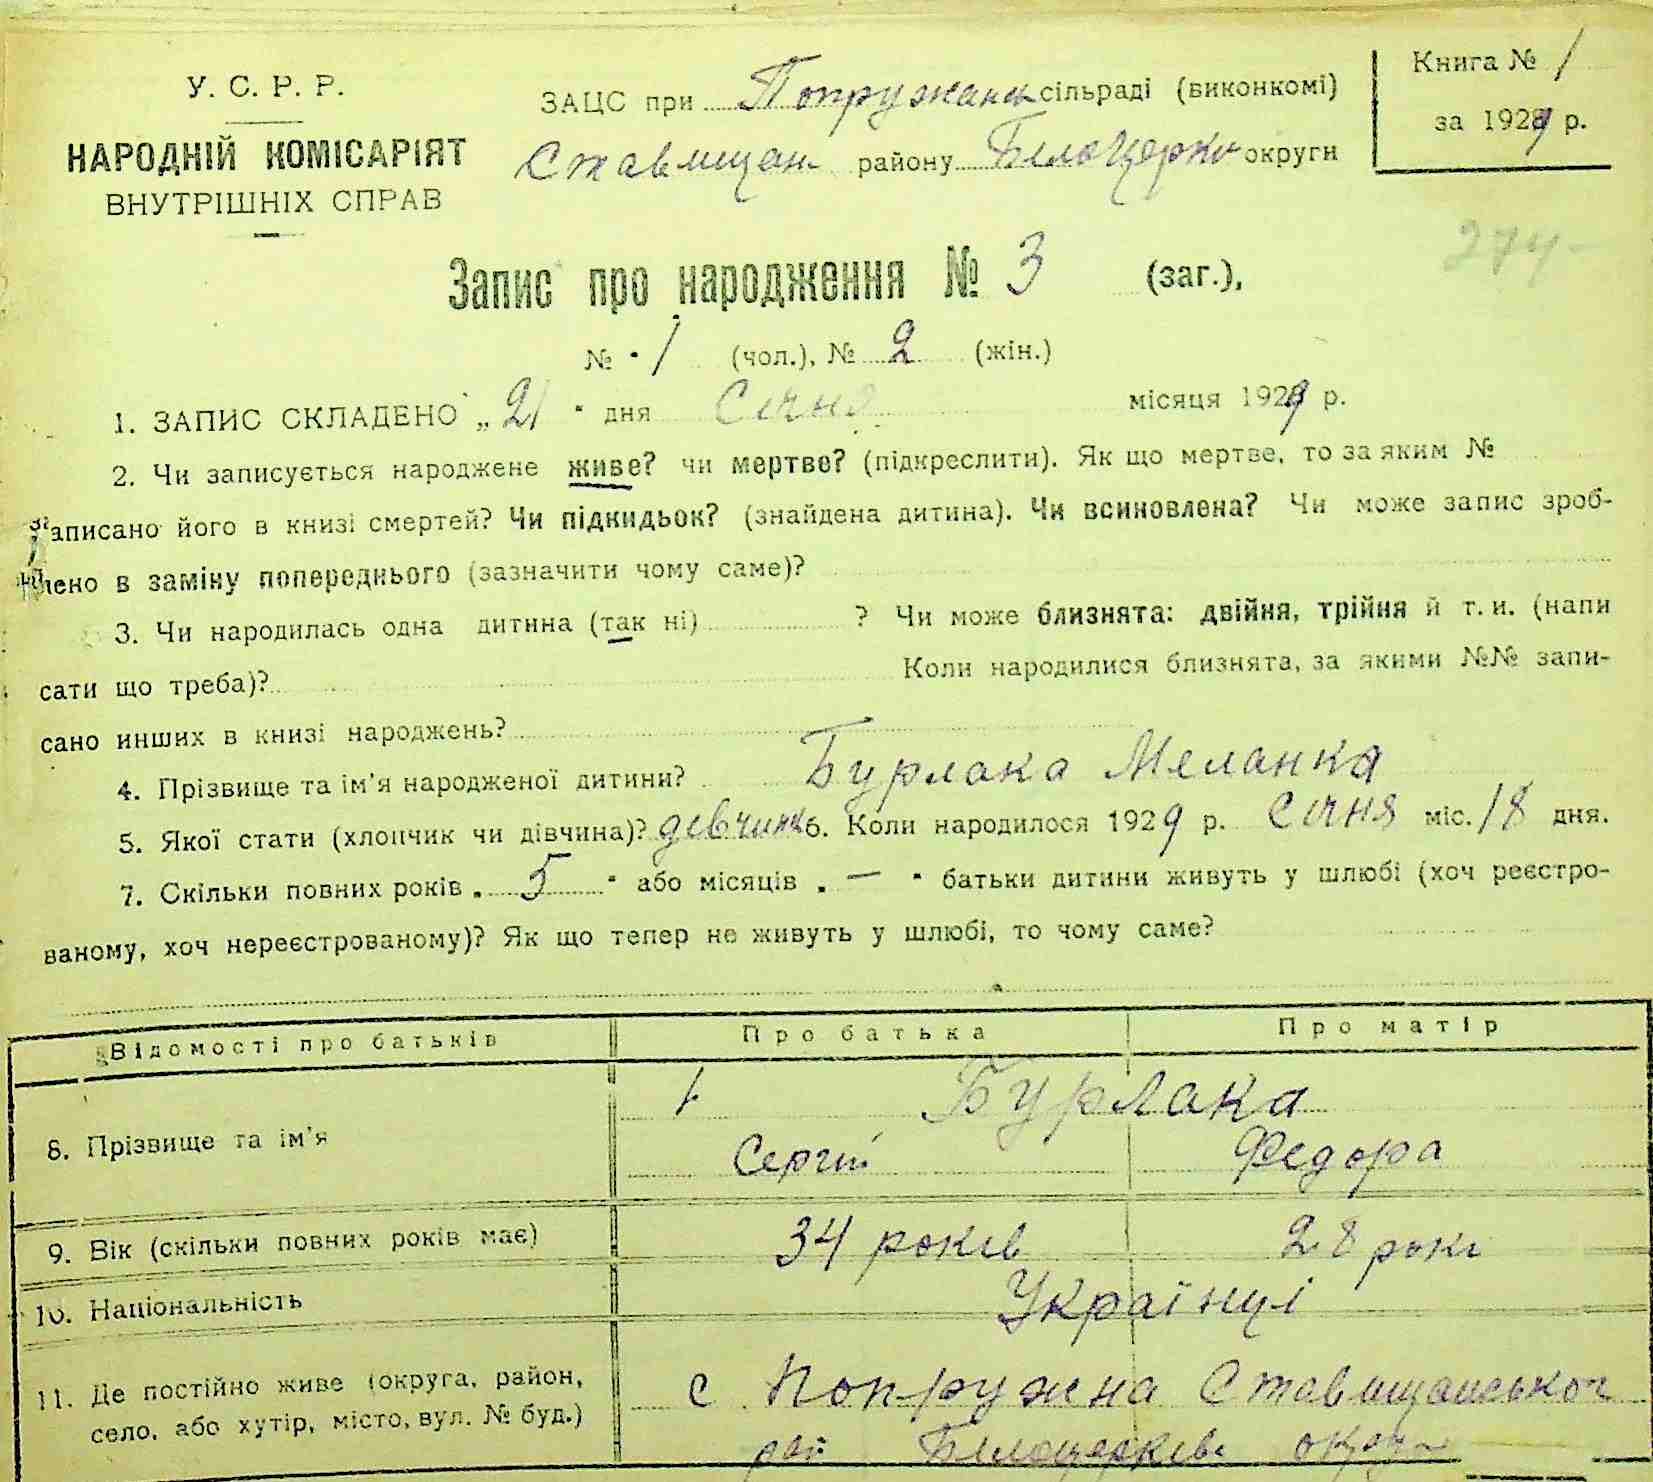 У. С. Р. Р.
НАРОДНІЙ КОМІСАРІЯТ
ВНУТРІШНІХ СПРАВ
ЗАЦС при Попружанськ сільраді (виконкомі)
Ставищан району Білоцерків округи
Книга № 1
за 1929 р.
274
Запис про народження № 3 (заг.),
№ 1 (чол.), № 2 (жін.)
1. ЗАПИС СКЛАДЕНО „21" дня Січня місяця 1929 р.
2. Чи записується народжене живе? чи мертве? (підкреслити). Як що мертве, то за яким №
записано його в книзі смертей? Чи підкидьок? (знайдена дитина). Чи всиновлена? Чи може запис зроб-
лено в заміну попереднього (зазначити чому саме)?
3. Чи народилась одна дитина (так ні) ? Чи може близнята: двійня, трійня й т. и. (напи
сати що треба)? Коли народилися близнята, за якими №№ запи-
сано инших в книзі народжень?
4. Прізвище та ім'я народженої дитини? Бурлака Меланка
5. Якої стати (хлопчик чи дівчина)? девчинк 6. Коли народилося 1929 р. Січня міс. 18 дня.
7. Скільки повних років „ 5 " або місяців „ — " батьки дитини живуть у шлюбі (хоч реєстро-
ваному, хоч нереєстрованому)? Як що тепер не живуть у шлюбі, то чому саме?
Відомості про батьків Про батька Про матір
8. Прізвище та ім'я Бурлака
Сергій Федора
9. Вік (скільки повних років має) 34 років 28 рокі
10. Національність Українці
11. Де постійно живе (округа, район, с Попружна Ставищанського
село, або хутір, місто, вул. № буд.) рай Білоцерків окр